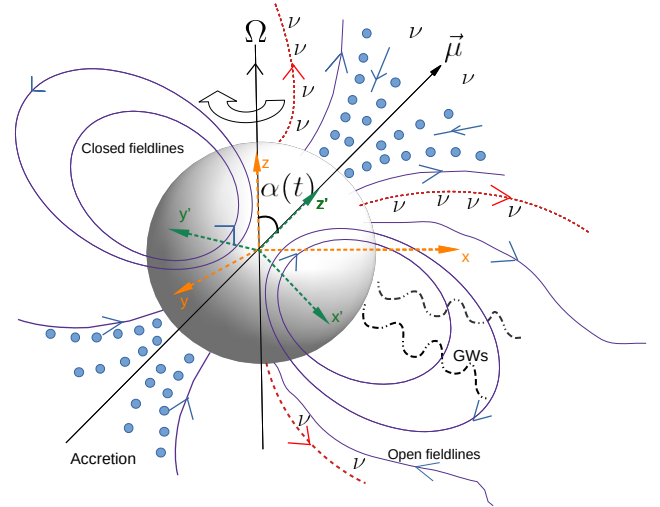 Ω
ν
ν
ν
ν
ν
ν
μ⃗
Closed fieldlines
z
α(t)
z'
y'
ν
ν
ν
ν
x
y
x'
GWs
ν
Accretion
ν
Open fieldlines